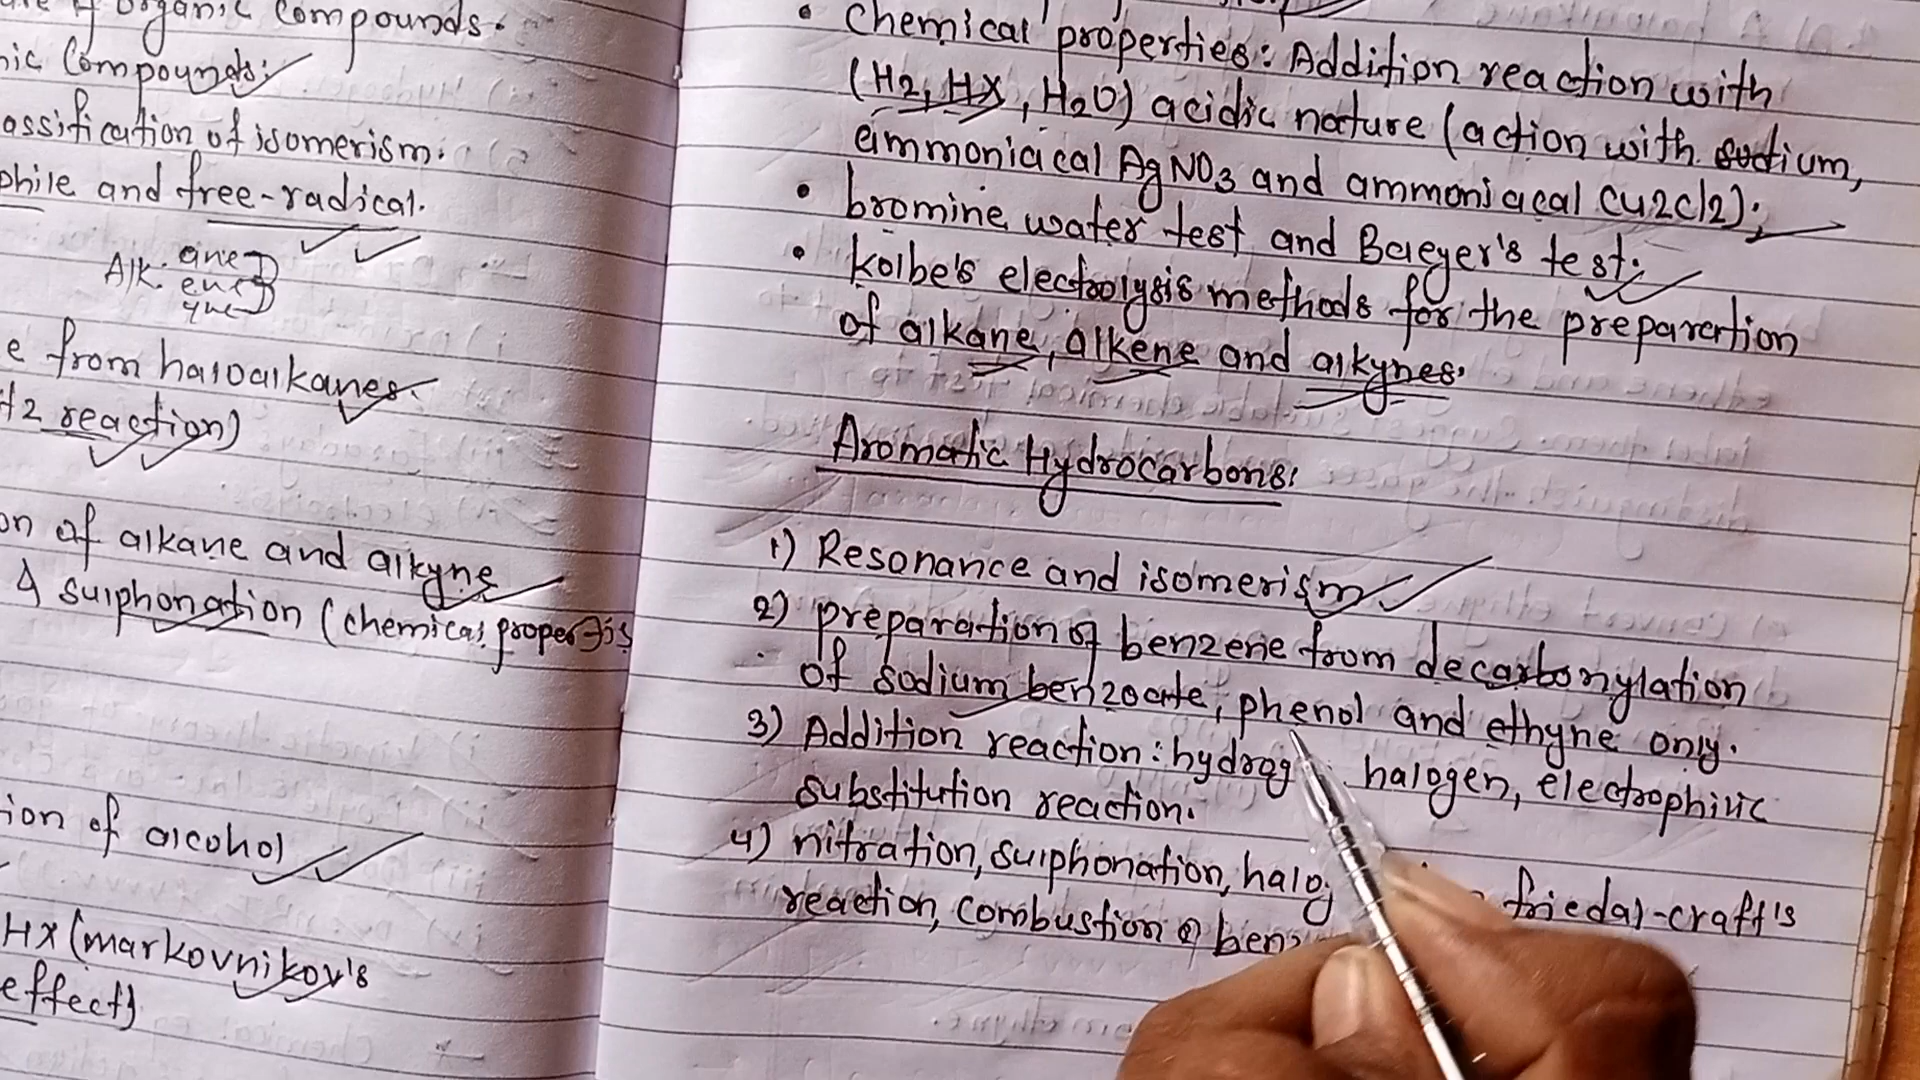 organic compounds.
nic compounds:
assification of isomerism.
phile and free-radical.
Alk. ane
ene
yne
e from haloalkanes.
H2 reaction)
on of alkane and alkyne
& sulphonation (chemical properties
ion of alcohol
HX (markovnikov's
effect)
• chemical properties: Addition reaction with
(H2, HX, H2O) acidic nature (action with sodium,
ammoniacal AgNO3 and ammoniacal Cu2Cl2);
• bromine water test and Baeyer's test;
• kolbe's electrolysis methods for the preparation
of alkane, alkene and alkynes.
Aromatic Hydrocarbons:
1) Resonance and isomerism
2) preparation of benzene from decarbonylation
of sodium benzoate, phenol and ethyne only.
3) Addition reaction: hydrog halogen, electrophilic
substitution reaction.
4) nitration, sulphonation, halog friedal-craft's
reaction, combustion of benz